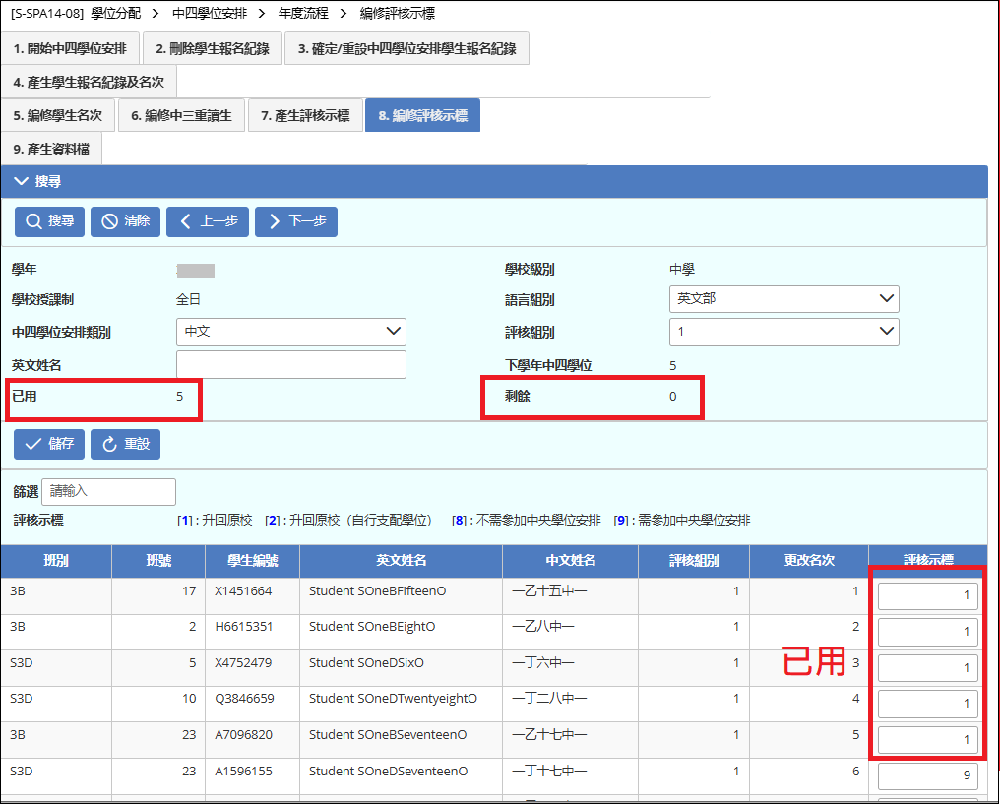 [S-SPA14-08] 學位分配 > 中四學位安排 > 年度流程 > 編修評核示標
1. 開始中四學位安排 2. 刪除學生報名紀錄 3. 確定/重設中四學位安排學生報名紀錄
4. 產生學生報名紀錄及名次
5. 編修學生名次 6. 編修中三重讀生 7. 產生評核示標 8. 編修評核示標
9. 產生資料檔
搜尋
搜尋 清除 上一步 下一步
學年 學校級別 中學
學校授課制 全日 語言組別 英文部
中四學位安排類別 中文 評核組別 1
英文姓名 下學年中四學位 5
已用 5 剩餘 0
儲存 重設
篩選 請輸入
評核示標 [1] : 升回原校 [2] : 升回原校（自行支配學位） [8] : 不需參加中央學位安排 [9] : 需參加中央學位安排
班別 班號 學生編號 英文姓名 中文姓名 評核組別 更改名次 評核示標
3B 17 X1451664 Student SOneBFifteenO 一乙十五中一 1 1 1
3B 2 H6615351 Student SOneBEightO 一乙八中一 1 2 1
S3D 5 X4752479 Student SOneDSixO 一丁六中一 1 已用 3 1
S3D 10 Q3846659 Student SOneDTwentyeightO 一丁二八中一 1 4 1
3B 23 A7096820 Student SOneBSeventeenO 一乙十七中一 1 5 1
S3D 23 A1596155 Student SOneDSeventeenO 一丁十七中一 1 6 9